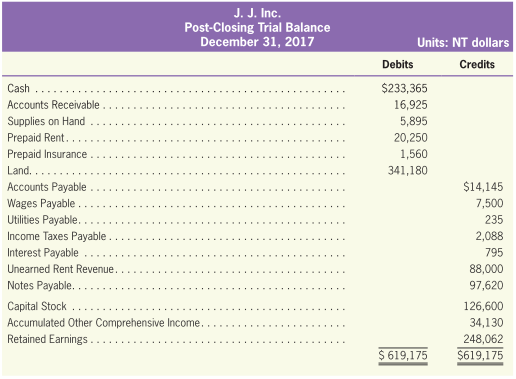 J. J. Inc.
Post-Closing Trial Balance
December 31, 2017 Units: NT dollars
Debits Credits
Cash $233,365
Accounts Receivable 16,925
Supplies on Hand 5,895
Prepaid Rent 20,250
Prepaid Insurance 1,560
Land 341,180
Accounts Payable $14,145
Wages Payable 7,500
Utilities Payable 235
Income Taxes Payable 2,088
Interest Payable 795
Unearned Rent Revenue 88,000
Notes Payable 97,620
Capital Stock 126,600
Accumulated Other Comprehensive Income 34,130
Retained Earnings 248,062
$ 619,175 $619,175